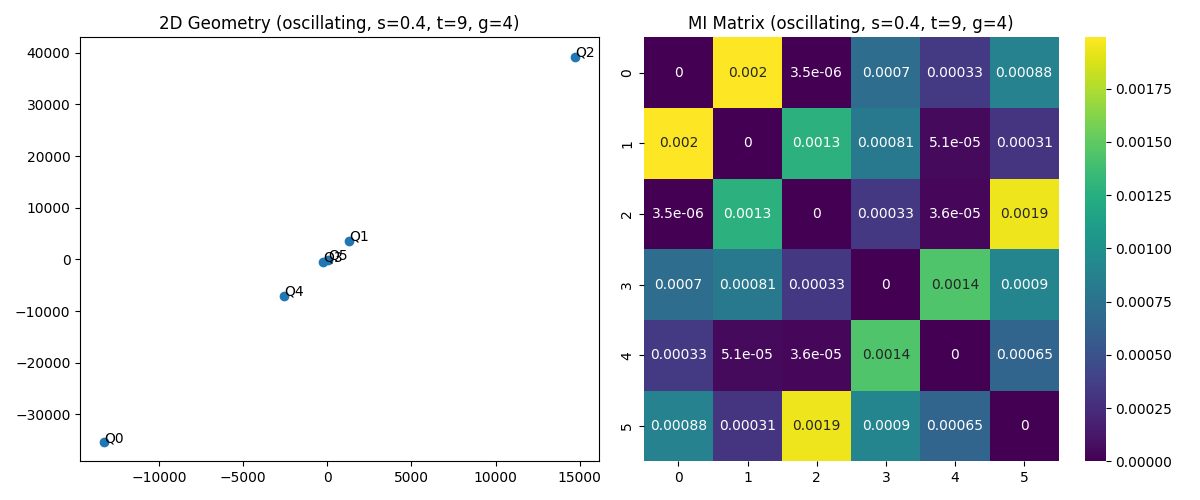 2D Geometry (oscillating, s=0.4, t=9, g=4)
40000
30000
20000
10000
0
−10000
−20000
−30000
−10000 −5000 0 5000 10000 15000
Q2
Q1
Q5
Q3
Q4
Q0
MI Matrix (oscillating, s=0.4, t=9, g=4)
0 0 0.002 3.5e-06 0.0007 0.00033 0.00088
1 0.002 0 0.0013 0.00081 5.1e-05 0.00031
2 3.5e-06 0.0013 0 0.00033 3.6e-05 0.0019
3 0.0007 0.00081 0.00033 0 0.0014 0.0009
4 0.00033 5.1e-05 3.6e-05 0.0014 0 0.00065
5 0.00088 0.00031 0.0019 0.0009 0.00065 0
0 1 2 3 4 5
0.00175
0.00150
0.00125
0.00100
0.00075
0.00050
0.00025
0.00000